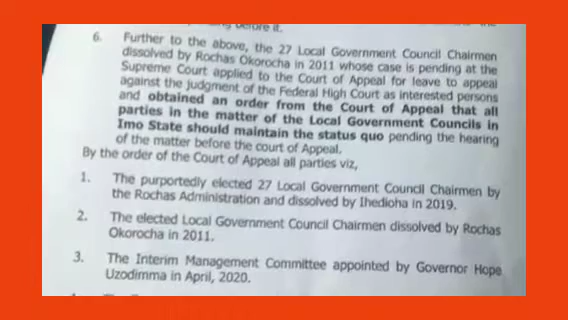 before it.
6. Further to the above, the 27 Local Government Council Chairmen
dissolved by Rochas Okorocha in 2011 whose case is pending at the
Supreme Court applied to the Court of Appeal for leave to appeal
against the judgment of the Federal High Court as interested persons
and obtained an order from the Court of Appeal that all
parties in the matter of the Local Government Councils in
Imo State should maintain the status quo pending the hearing
of the matter before the court of Appeal.
By the order of the Court of Appeal all parties viz,
1. The purportedly elected 27 Local Government Council Chairmen by
the Rochas Administration and dissolved by Ihedioha in 2019.
2. The elected Local Government Council Chairmen dissolved by Rochas
Okorocha in 2011.
3. The Interim Management Committee appointed by Governor Hope
Uzodimma in April, 2020.